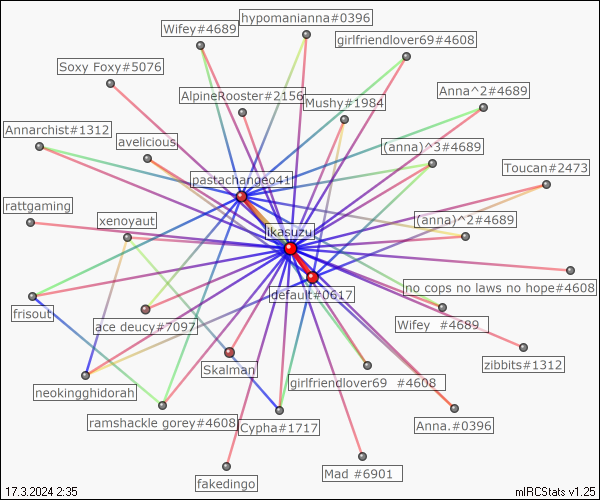 hypomanianna#0396
Wifey#4689
girlfriendlover69#4608
Soxy Foxy#5076
Anna^2#4689
AlpineRooster#2156
Mushy#1984
Annarchist#1312
avelicious
(anna)^3#4689
Toucan#2473
pastachangeo41
rattgaming
xenoyaut
(anna)^2#4689
ikasuzu
no cops no laws no hope#4608
default#0617
frisout
ace deucy#7097
Wifey #4689
zibbits#1312
Skalman
girlfriendlover69 #4608
neokingghidorah
ramshackle gorey#4608
Cypha#1717
Anna.#0396
Mad #6901
fakedingo
17.3.2024 2:35
mIRCStats v1.25